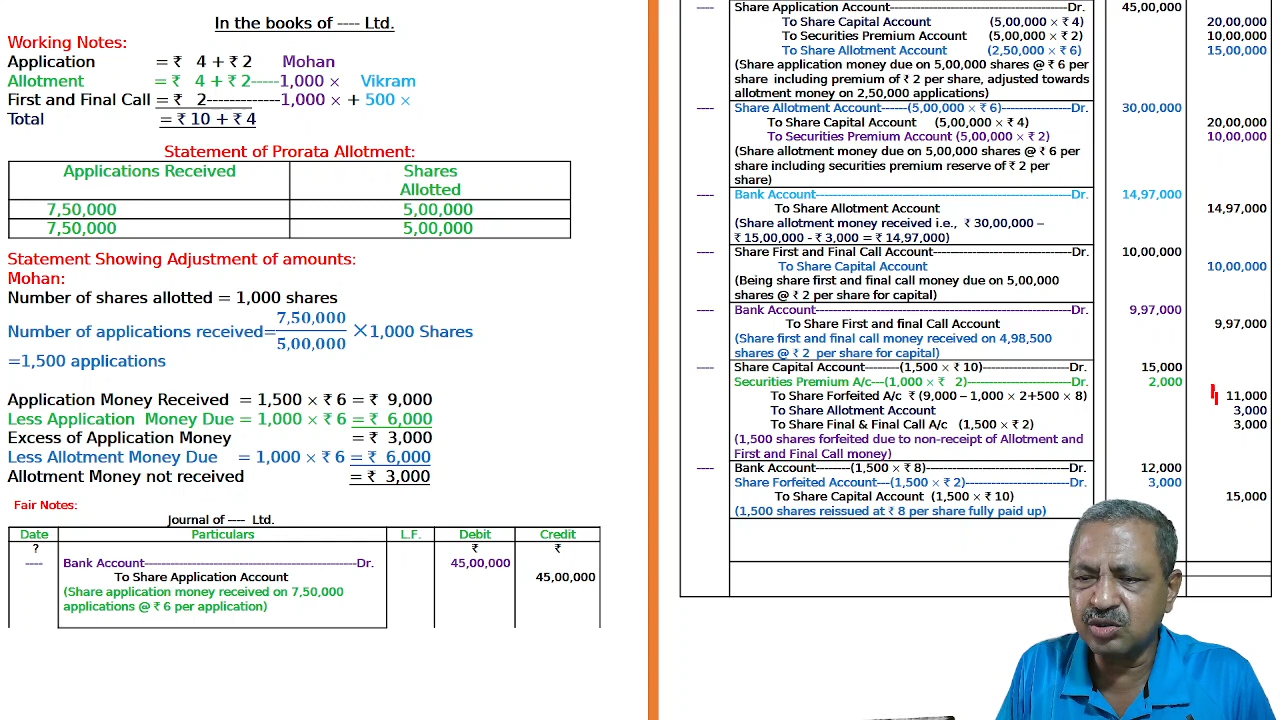 In the books of ---- Ltd.
Working Notes:
Application = ₹ 4 + ₹ 2 Mohan
Allotment = ₹ 4 + ₹ 2-----1,000 × Vikram
First and Final Call = ₹ 2-------------1,000 × + 500 ×
Total = ₹ 10 + ₹ 4
Statement of Prorata Allotment:
Applications Received Shares
Allotted
7,50,000 5,00,000
7,50,000 5,00,000
Statement Showing Adjustment of amounts:
Mohan:
Number of shares allotted = 1,000 shares
Number of applications received= 7,50,000/5,00,000 ×1,000 Shares
=1,500 applications
Application Money Received = 1,500 × ₹ 6 = ₹ 9,000
Less Application Money Due = 1,000 × ₹ 6 = ₹ 6,000
Excess of Application Money = ₹ 3,000
Less Allotment Money Due = 1,000 × ₹ 6 = ₹ 6,000
Allotment Money not received = ₹ 3,000
Fair Notes:
Journal of ---- Ltd.
Date Particulars L.F. Debit Credit
? ₹ ₹
---- Bank Account----------------------------------------------------Dr. 45,00,000
To Share Application Account 45,00,000
(Share application money received on 7,50,000
applications @ ₹ 6 per application)
---- Share Application Account--------------------------------------Dr. 45,00,000
To Share Capital Account (5,00,000 × ₹ 4) 20,00,000
To Securities Premium Account (5,00,000 × ₹ 2) 10,00,000
To Share Allotment Account (2,50,000 × ₹ 6) 15,00,000
(Share application money due on 5,00,000 shares @ ₹ 6 per
share including premium of ₹ 2 per share, adjusted towards
allotment money on 2,50,000 applications)
---- Share Allotment Account------(5,00,000 × ₹ 6)-----------------Dr. 30,00,000
To Share Capital Account (5,00,000 × ₹ 4) 20,00,000
To Securities Premium Account (5,00,000 × ₹ 2) 10,00,000
(Share allotment money due on 5,00,000 shares @ ₹ 6 per
share including securities premium reserve of ₹ 2 per
share)
---- Bank Account----------------------------------------------------Dr. 14,97,000
To Share Allotment Account 14,97,000
(Share allotment money received i.e., ₹ 30,00,000 –
₹ 15,00,000 - ₹ 3,000 = ₹ 14,97,000)
---- Share First and Final Call Account-----------------------------Dr. 10,00,000
To Share Capital Account 10,00,000
(Being share first and final call money due on 5,00,000
shares @ ₹ 2 per share for capital)
---- Bank Account----------------------------------------------------Dr. 9,97,000
To Share First and final Call Account 9,97,000
(Share first and final call money received on 4,98,500
shares @ ₹ 2 per share for capital)
---- Share Capital Account--------(1,500 × ₹ 10)-------------------Dr. 15,000
Securities Premium A/c---(1,000 × ₹ 2)---------------------Dr. 2,000
To Share Forfeited A/c ₹ (9,000 – 1,000 × 2+500 × 8) 11,000
To Share Allotment Account 3,000
To Share Final & Final Call A/c (1,500 × ₹ 2) 3,000
(1,500 shares forfeited due to non-receipt of Allotment and
First and Final Call money)
---- Bank Account--------(1,500 × ₹ 8)-----------------------------Dr. 12,000
Share Forfeited Account---(1,500 × ₹ 2)--------------------Dr. 3,000
To Share Capital Account (1,500 × ₹ 10) 15,000
(1,500 shares reissued at ₹ 8 per share fully paid up)